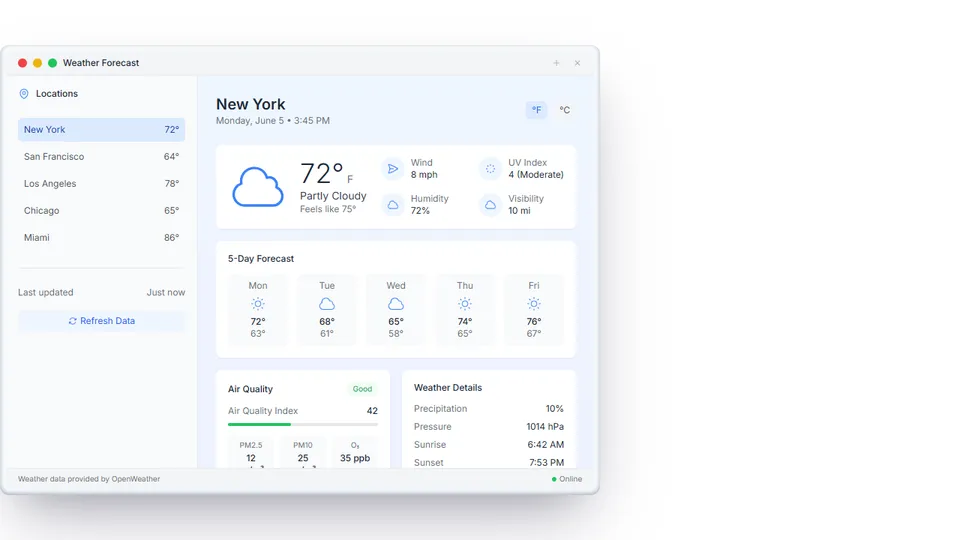 Weather Forecast
Locations
New York 72°
San Francisco 64°
Los Angeles 78°
Chicago 65°
Miami 86°
Last updated Just now
Refresh Data
New York
Monday, June 5 • 3:45 PM
°F °C
72° F
Partly Cloudy
Feels like 75°
Wind
8 mph
UV Index
4 (Moderate)
Humidity
72%
Visibility
10 mi
5-Day Forecast
Mon Tue Wed Thu Fri
72° 68° 65° 74° 76°
63° 61° 58° 65° 67°
Air Quality Good
Air Quality Index 42
PM2.5 PM10 O₃
12 25 35 ppb
Weather Details
Precipitation 10%
Pressure 1014 hPa
Sunrise 6:42 AM
Sunset 7:53 PM
Weather data provided by OpenWeather
Online